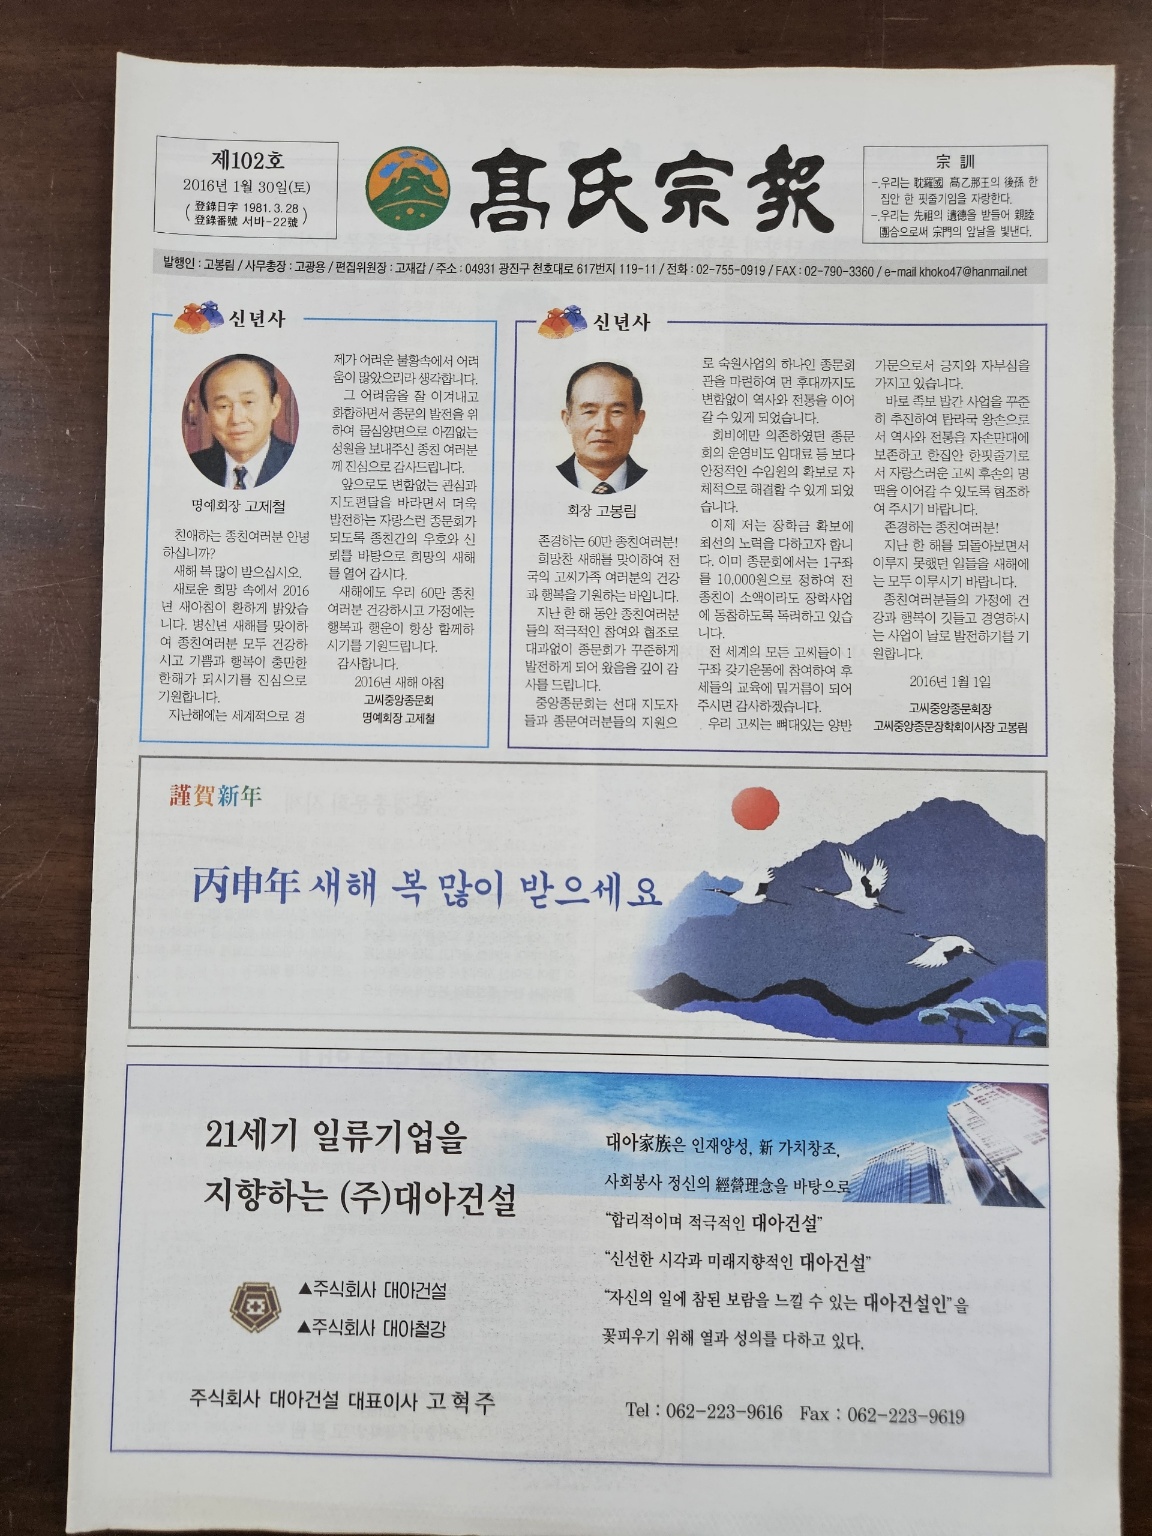 제102호
2016년 1월 30일(토)
登錄日字 1981. 3. 28
登錄番號 서바-22號
高氏宗報
宗 訓
一.우리는 耽羅國 高乙那王의 後孫 한
집안 한 핏줄기임을 자랑한다.
一.우리는 先祖의 遺德을 받들어 親睦
團合으로써 宗門의 앞날을 빛낸다.
발행인 : 고봉림 / 사무총장 : 고광용 / 편집위원장 : 고재갑 / 주소 : 04931 광진구 천호대로 617번지 119-11 / 전화 : 02-755-0919 / FAX : 02-790-3360 / e-mail khoko47@hanmail.net
신년사
명예회장 고제철
친애하는 종친여러분 안녕
하십니까?
새해 복 많이 받으십시오.
새로운 희망 속에서 2016
년 새아침이 환하게 밝았습
니다. 병신년 새해를 맞이하
여 종친여러분 모두 건강하
시고 기쁨과 행복이 충만한
한해가 되시기를 진심으로
기원합니다.
지난해에는 세계적으로 경
제가 어려운 불황속에서 어려
움이 많았으리라 생각합니다.
그 어려움을 잘 이겨내고
화합하면서 종문의 발전을 위
하여 물심양면으로 아낌없는
성원을 보내주신 종친 여러분
께 진심으로 감사드립니다.
앞으로도 변함없는 관심과
지도편달을 바라면서 더욱
발전하는 자랑스런 종문회가
되도록 종친간의 우호와 신
뢰를 바탕으로 희망의 새해
를 열어 갑시다.
새해에도 우리 60만 종친
여러분 건강하시고 가정에는
행복과 행운이 항상 함께하
시기를 기원드립니다.
감사합니다.
2016년 새해 아침
고씨중앙종문회
명예회장 고제철
신년사
회장 고봉림
존경하는 60만 종친여러분!
희망찬 새해를 맞이하여 전
국의 고씨가족 여러분의 건강
과 행복을 기원하는 바입니다.
지난 한 해 동안 종친여러분
들의 적극적인 참여와 협조로
대과없이 종문회가 꾸준하게
발전하게 되어 왔음을 깊이 감
사를 드립니다.
중앙종문회는 선대 지도자
들과 종문여러분들의 지원으
로 숙원사업의 하나인 종문회
관을 마련하여 먼 후대까지도
변함없이 역사와 전통을 이어
갈 수 있게 되었습니다.
회비에만 의존하였던 종문
회의 운영비도 임대료 등 보다
안정적인 수입원의 확보로 자
체적으로 해결할 수 있게 되었
습니다.
이제 저는 장학금 확보에
최선의 노력을 다하고자 합니
다. 이미 종문회에서는 1구좌
를 10,000원으로 정하여 전
종친이 소액이라도 장학사업
에 동참하도록 독려하고 있습
니다.
전 세계의 모든 고씨들이 1
구좌 갖기운동에 참여하여 후
세들의 교육에 밑거름이 되어
주시면 감사하겠습니다.
우리 고씨는 뼈대있는 양반
가문으로서 긍지와 자부심을
가지고 있습니다.
바로 족보 발간 사업을 꾸준
히 추진하여 탐라국 왕손으로
서 역사와 전통을 자손만대에
보존하고 한집안 한핏줄기로
서 자랑스러운 고씨 후손의 명
맥을 이어갈 수 있도록 협조하
여 주시기 바랍니다.
존경하는 종친여러분!
지난 한 해를 되돌아보면서
이루지 못했던 일들을 새해에
는 모두 이루시기 바랍니다.
종친여러분들의 가정에 건
강과 행복이 깃들고 경영하시
는 사업이 날로 발전하기를 기
원합니다.
2016년 1월 1일
고씨중앙종문회장
고씨중앙종문장학회이사장 고봉림
謹賀新年
丙申年 새해 복 많이 받으세요
21세기 일류기업을
지향하는 (주)대아건설
▲주식회사 대아건설
▲주식회사 대아철강
주식회사 대아건설 대표이사 고혁주
대아家族은 인재양성, 新 가치창조,
사회봉사 정신의 經營理念을 바탕으로
“합리적이며 적극적인 대아건설”
“신선한 시각과 미래지향적인 대아건설”
“자신의 일에 참된 보람을 느낄 수 있는 대아건설인”을
꽃피우기 위해 열과 성의를 다하고 있다.
Tel : 062-223-9616 Fax : 062-223-9619